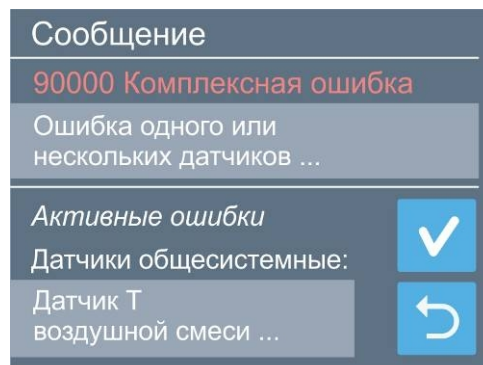 Сообщение
90000 Комплексная ошибка
Ошибка одного или
нескольких датчиков ...
Активные ошибки
Датчики общесистемные:
Датчик Т
воздушной смеси ...